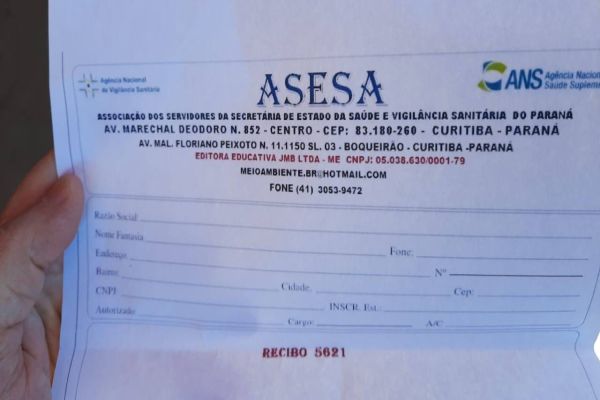 Agência Nacional
de Vigilância Sanitária
ASESA
ANS Agência Nacional
Saúde Supleme
ASSOCIAÇÃO DOS SERVIDORES DA SECRETÁRIA DE ESTADO DA SAÚDE E VIGILÂNCIA SANITÁRIA DO PARANÁ
AV. MARECHAL DEODORO N. 852 - CENTRO - CEP: 83.180-260 - CURITIBA - PARANÁ
AV. MAL. FLORIANO PEIXOTO N. 11.1150 SL. 03 - BOQUEIRÃO - CURITIBA -PARANÁ
EDITORA EDUCATIVA JMB LTDA - ME CNPJ: 05.038.630/0001-79
MEIOAMBIENTE.BR@HOTMAIL.COM
FONE (41) 3053-9472
Razão Social
Nome Fantasia
Endereço Fone:
Bairro Nº
CNPJ Cidade. Cep:
Autorizado INSCR. Est.:
Cargo: A/C
RECIBO 5621